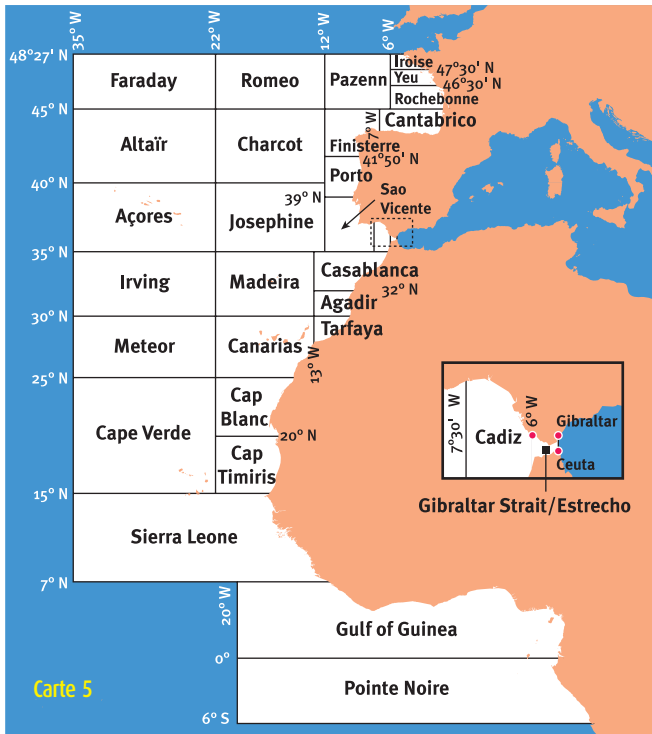 35° W
22° W
12° W
6° W
48°27' N
Faraday
Romeo
Pazenn
Iroise
47°30' N
Yeu
46°30' N
Rochebonne
45° N
Cantabrico
7° W
Altaïr
Charcot
Finisterre
41°50' N
Porto
40° N
39° N
Sao
Vicente
Açores
Josephine
35° N
Irving
Madeira
Casablanca
32° N
Agadir
30° N
Tarfaya
Meteor
Canarias
13° W
25° N
Cape Verde
Cap
Blanc
20° N
Cap
Timiris
15° N
7°30' W
Cadiz
6° W
Gibraltar
Ceuta
Gibraltar Strait/Estrecho
Sierra Leone
7° N
20° W
Gulf of Guinea
0°
Carte 5
Pointe Noire
6° S